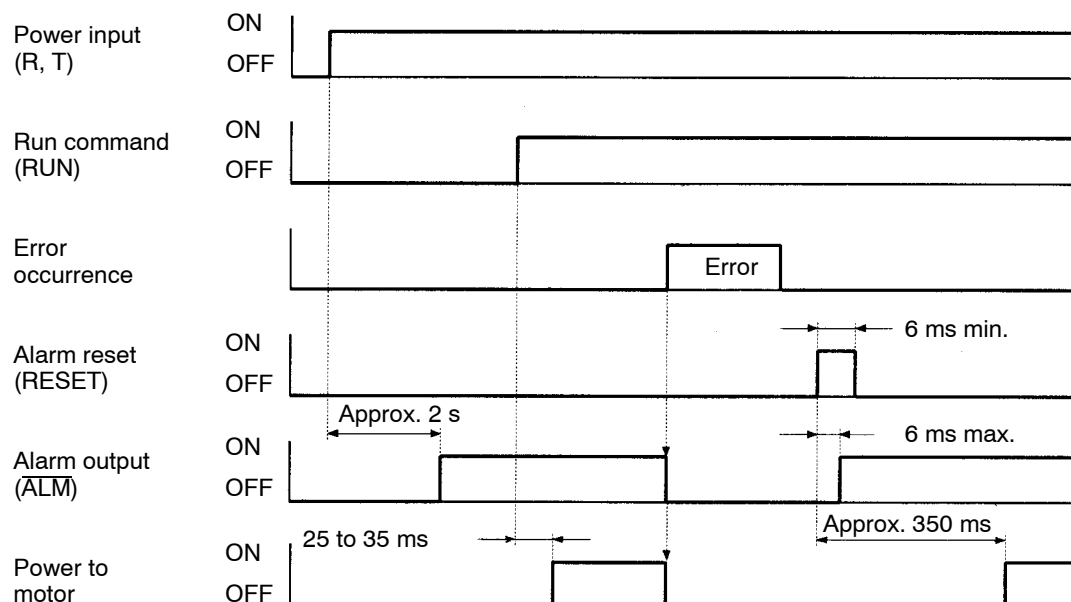 Power input
(R, T)
ON
OFF
Run command
(RUN)
ON
OFF
Error
occurrence
Error
Alarm reset
(RESET)
ON
OFF
6 ms min.
Approx. 2 s
Alarm output
(ALM)
ON
OFF
6 ms max.
Approx. 350 ms
25 to 35 ms
Power to
motor
ON
OFF